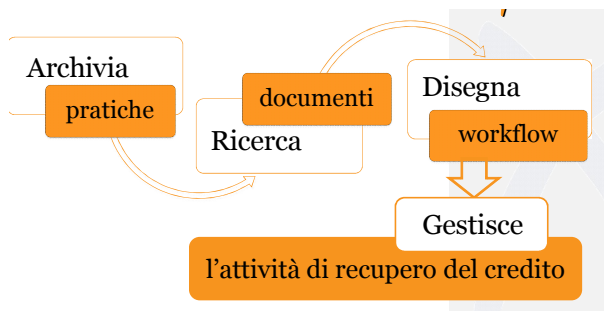 Archivia
pratiche
Ricerca
documenti
Disegna
workflow
Gestisce
l'attività di recupero del credito